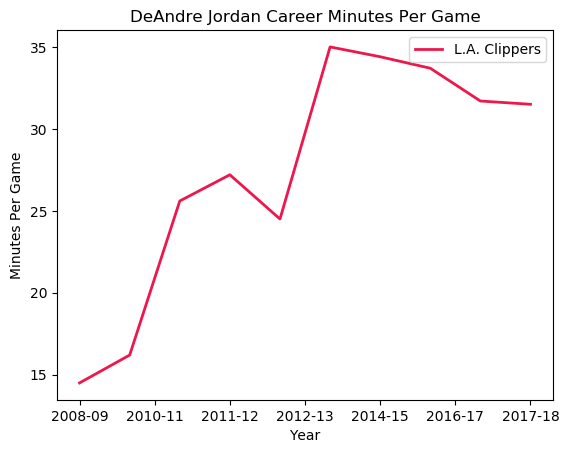 DeAndre Jordan Career Minutes Per Game
L.A. Clippers
35
30
25
20
15
Minutes Per Game
2008-09 2010-11 2011-12 2012-13 2014-15 2016-17 2017-18
Year